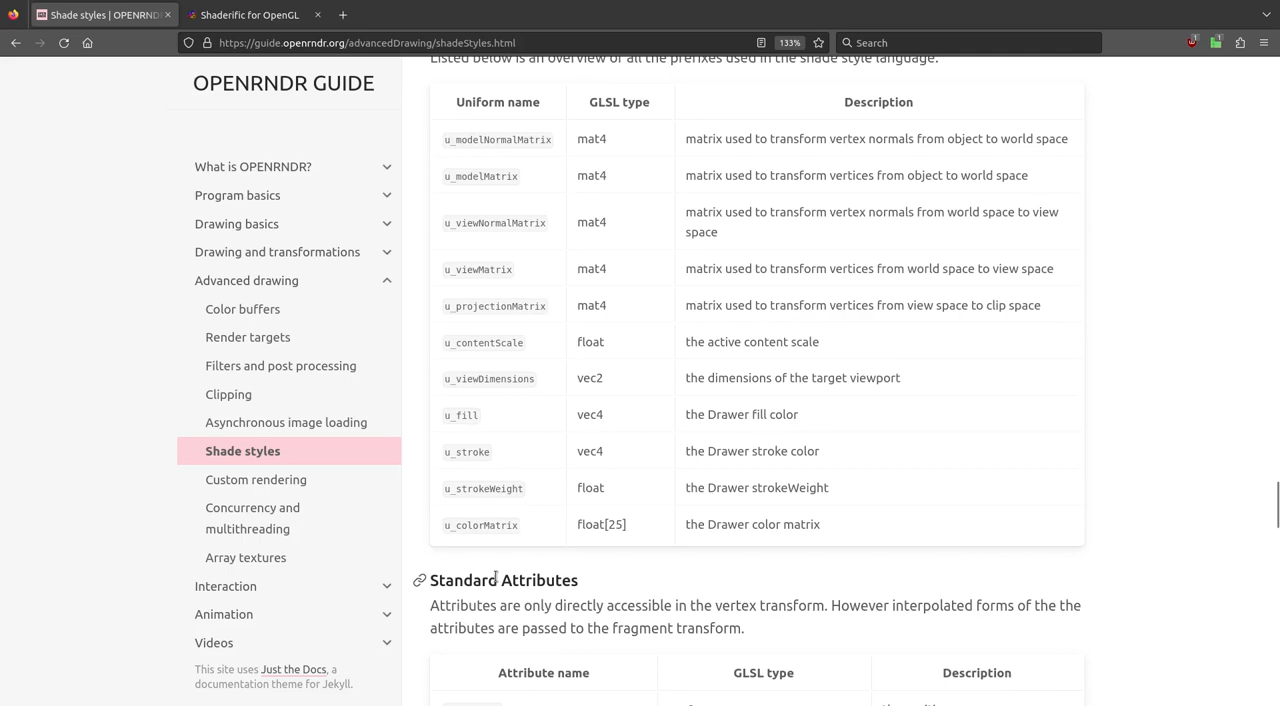 Shade styles | OPENRND
Shaderific for OpenGL
https://guide.openrndr.org/advancedDrawing/shadeStyles.html
133%
Search
1
1
OPENRNDR GUIDE
What is OPENRNDR?
Program basics
Drawing basics
Drawing and transformations
Advanced drawing
Color buffers
Render targets
Filters and post processing
Clipping
Asynchronous image loading
Shade styles
Custom rendering
Concurrency and
multithreading
Array textures
Interaction
Animation
Videos
This site uses Just the Docs, a
documentation theme for Jekyll.
Listed below is an overview of all the prefixes used in the shade style language.
Uniform name GLSL type Description
u_modelNormalMatrix mat4 matrix used to transform vertex normals from object to world space
u_modelMatrix mat4 matrix used to transform vertices from object to world space
u_viewNormalMatrix mat4 matrix used to transform vertex normals from world space to view
space
u_viewMatrix mat4 matrix used to transform vertices from world space to view space
u_projectionMatrix mat4 matrix used to transform vertices from view space to clip space
u_contentScale float the active content scale
u_viewDimensions vec2 the dimensions of the target viewport
u_fill vec4 the Drawer fill color
u_stroke vec4 the Drawer stroke color
u_strokeWeight float the Drawer strokeWeight
u_colorMatrix float[25] the Drawer color matrix
Standard Attributes
Attributes are only directly accessible in the vertex transform. However interpolated forms of the the
attributes are passed to the fragment transform.
Attribute name GLSL type Description